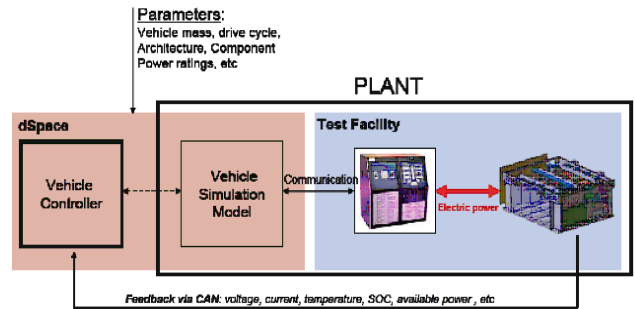 Parameters:
Vehicle mass, drive cycle,
Architecture, Component
Power ratings, etc
PLANT
dSpace
Test Facility
Vehicle
Controller
Vehicle
Simulation
Model
Communication
Electric power
Feedback via CAN: voltage, current, temperature, SOC, available power , etc